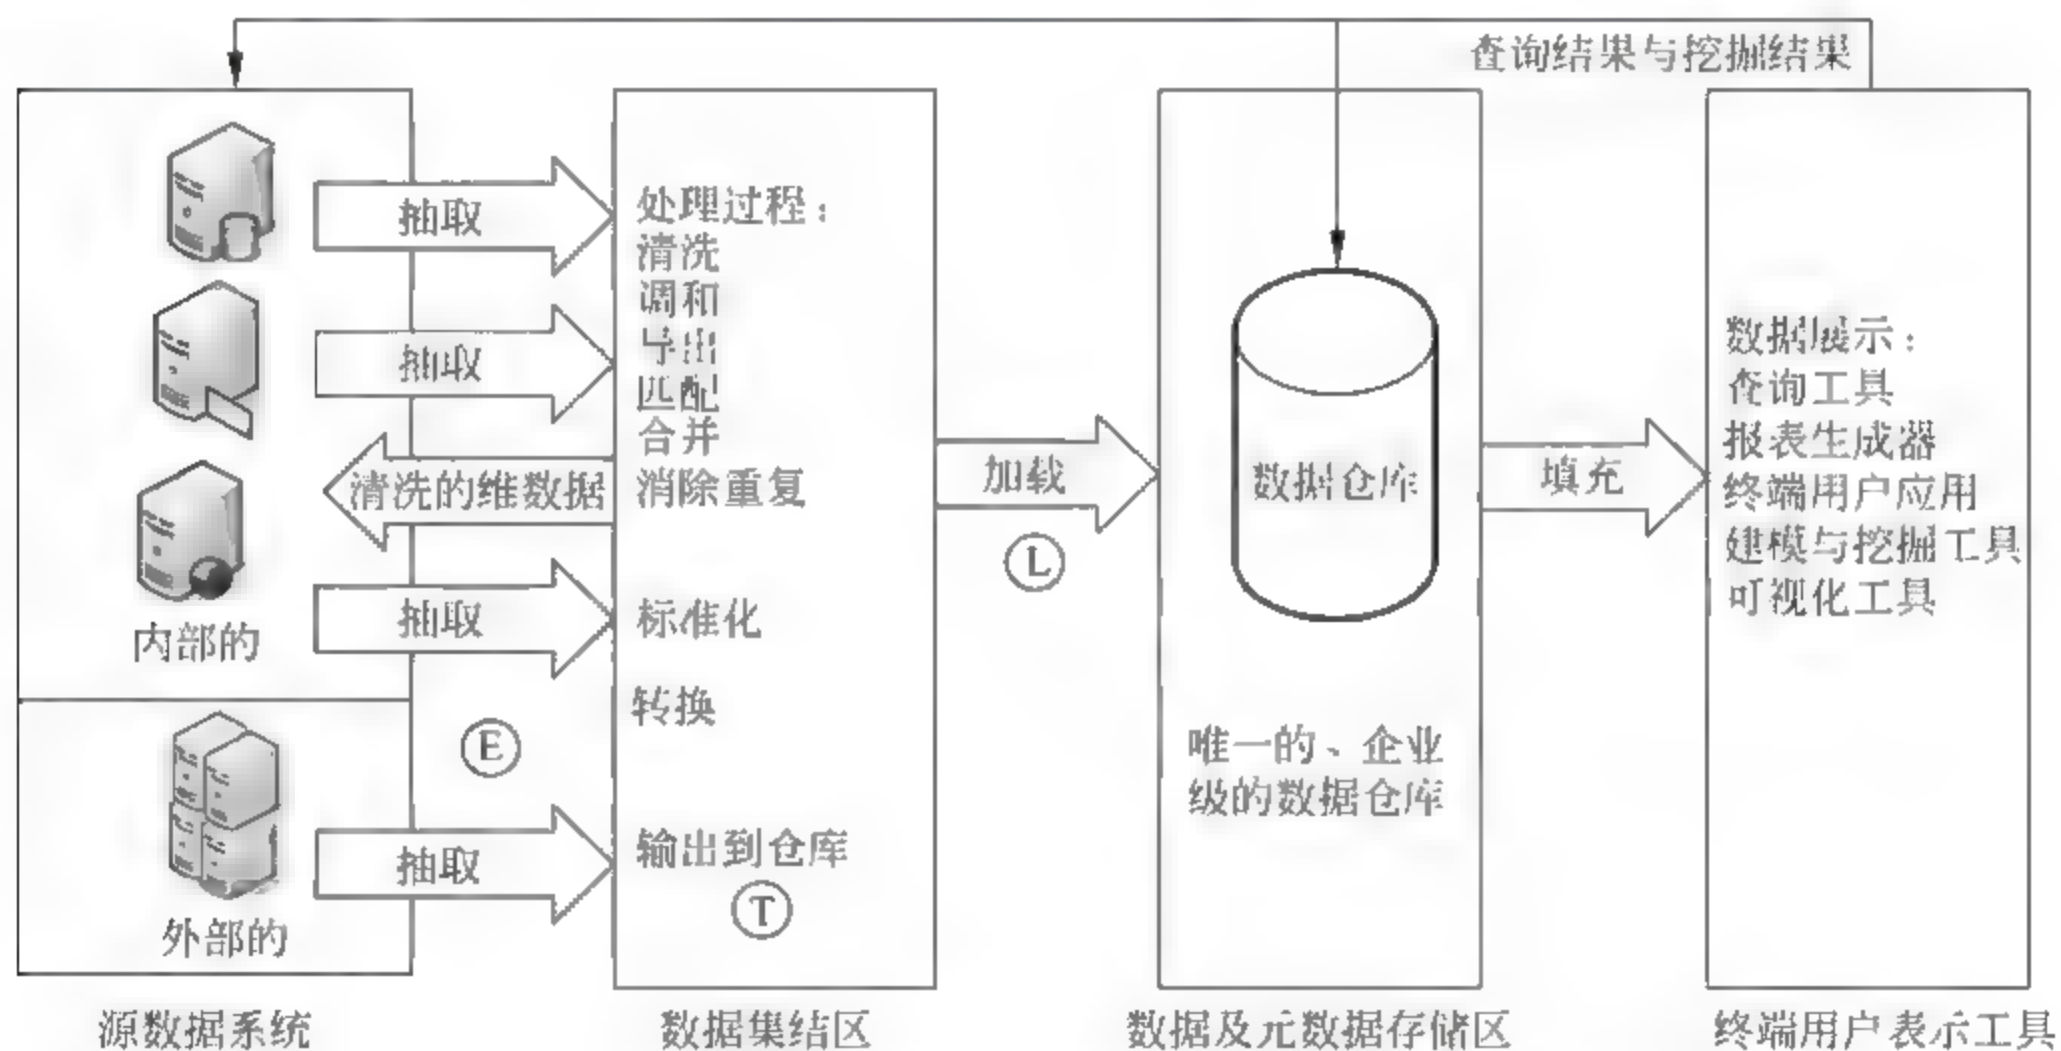 查询结果与挖掘结果
抽取
抽取
清洗的维数据
抽取
内部的
E
抽取
外部的
源数据系统
处理过程：
清洗
调和
导出
匹配
合并
消除重复
标准化
转换
输出到仓库
T
数据集结区
加载
L
数据仓库
唯一的、企业
级的数据仓库
数据及元数据存储区
填充
数据展示：
查询工具
报表生成器
终端用户应用
建模与挖掘工具
可视化工具
终端用户表示工具